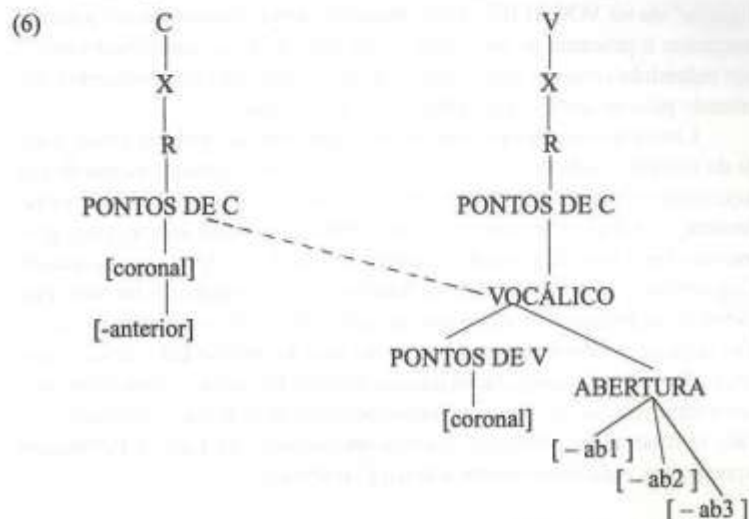 (6) C V
X X
R R
PONTOS DE C PONTOS DE C
[coronal]
VOCÁLICO
[-anterior]
PONTOS DE V
ABERTURA
[coronal]
[ – ab1 ]
[ – ab2 ]
[ – ab3 ]